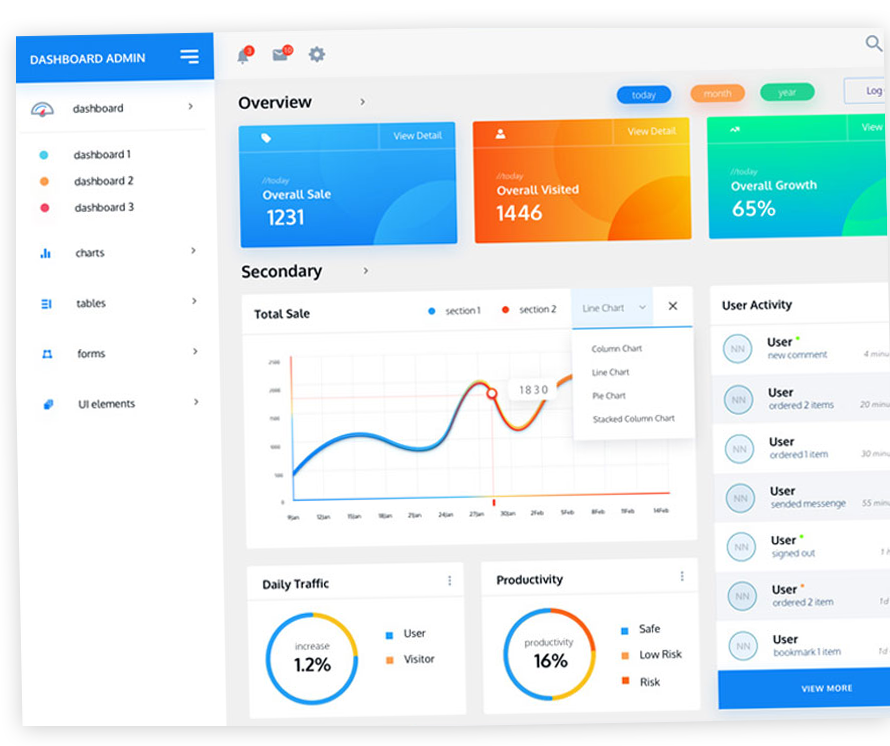 DASHBOARD ADMIN
3
10
dashboard
dashboard 1
dashboard 2
dashboard 3
charts
tables
forms
UI elements
Overview
today
month
year
Log
View Detail
//today
Overall Sale
1231
View Detail
//today
Overall Visited
1446
View
//today
Overall Growth
65%
Secondary
Total Sale
section 1
section 2
Line Chart
Column Chart
Line Chart
Pie Chart
Stacked Column Chart
1830
2000
0
9Jan 12Jan 15Jan 18Jan 21Jan 24Jan 27Jan 30Jan 2Feb 5Feb 8Feb 11Feb 14Feb
Daily Traffic
increase
1.2%
User
Visitor
Productivity
productivity
16%
Safe
Low Risk
Risk
User Activity
NN
User
new comment
4 minu
NN
User
ordered 2 items
20 minu
NN
User
ordered 1 item
30 minu
NN
User
sended messenge
55 minu
NN
User
signed out
1 h
NN
User
ordered 2 item
1d
NN
User
bookmark 1 item
1d
VIEW MORE